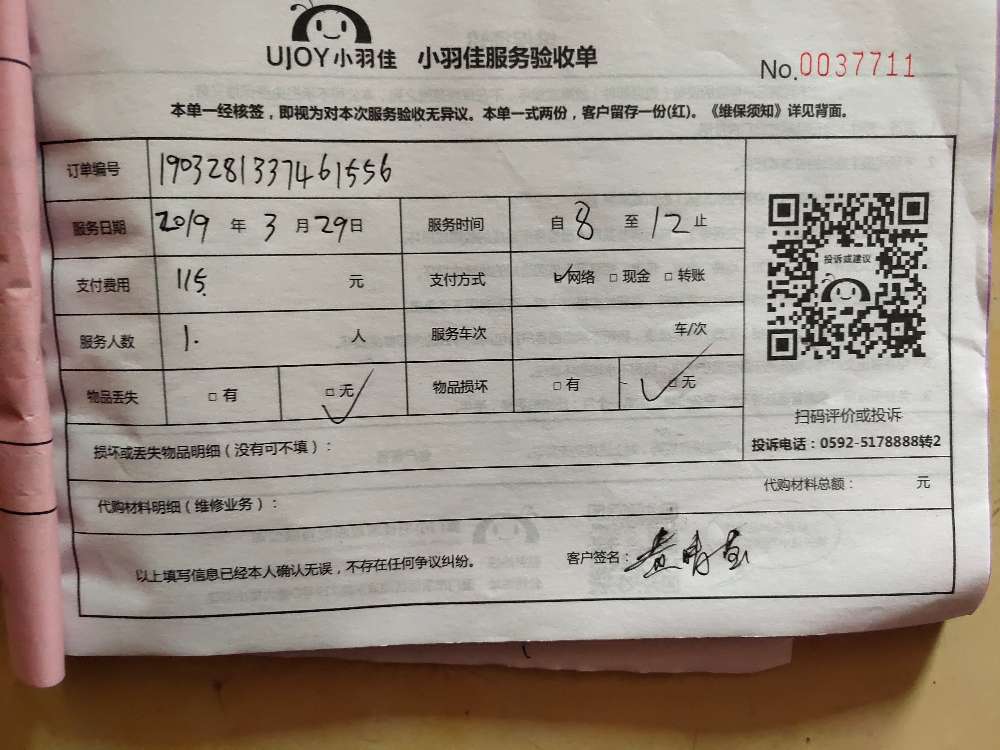 UJOY小羽佳 小羽佳服务验收单
No.0037711
本单一经核签，即视为对本次服务验收无异议。本单一式两份，客户留存一份(红)。《维保须知》详见背面。
订单编号 1903281337461556
服务日期 2019 年 3 月 29 日 服务时间 自 8 至 12 止
支付费用 115. 元 支付方式 ☑网络 □现金 □转账
服务人数 1. 人 服务车次 车/次
物品丢失 □有 □无 物品损坏 □有 □无
投诉或建议
扫码评价或投诉
投诉电话：0592-5178888转2
损坏或丢失物品明细（没有可不填）：
代购材料明细（维修业务）： 代购材料总额： 元
以上填写信息已经本人确认无误，不存在任何争议纠纷。 客户签名：